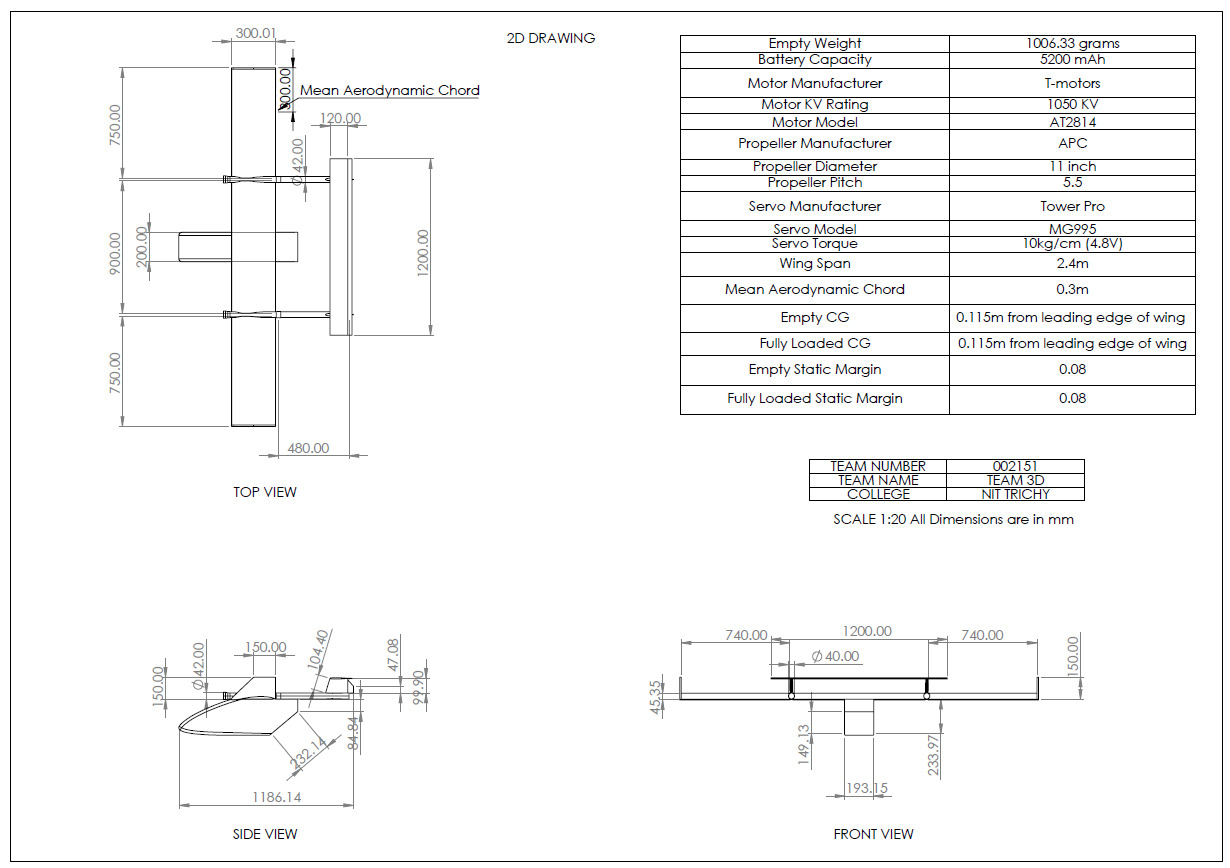 2D DRAWING
300.01
300.00
Mean Aerodynamic Chord
750.00
120.00
Ø 42.00
900.00
200.00
1200.00
750.00
480.00
TOP VIEW
Empty Weight 1006.33 grams
Battery Capacity 5200 mAh
Motor Manufacturer T-motors
Motor KV Rating 1050 KV
Motor Model AT2814
Propeller Manufacturer APC
Propeller Diameter 11 inch
Propeller Pitch 5.5
Servo Manufacturer Tower Pro
Servo Model MG995
Servo Torque 10kg/cm (4.8V)
Wing Span 2.4m
Mean Aerodynamic Chord 0.3m
Empty CG 0.115m from leading edge of wing
Fully Loaded CG 0.115m from leading edge of wing
Empty Static Margin 0.08
Fully Loaded Static Margin 0.08
TEAM NUMBER 002151
TEAM NAME TEAM 3D
COLLEGE NIT TRICHY
SCALE 1:20 All Dimensions are in mm
150.00
Ø 42.00
150.00
104.40
47.08
99.90
84.84
232.14
1186.14
SIDE VIEW
740.00
1200.00
740.00
Ø 40.00
150.00
45.35
149.13
233.97
193.15
FRONT VIEW